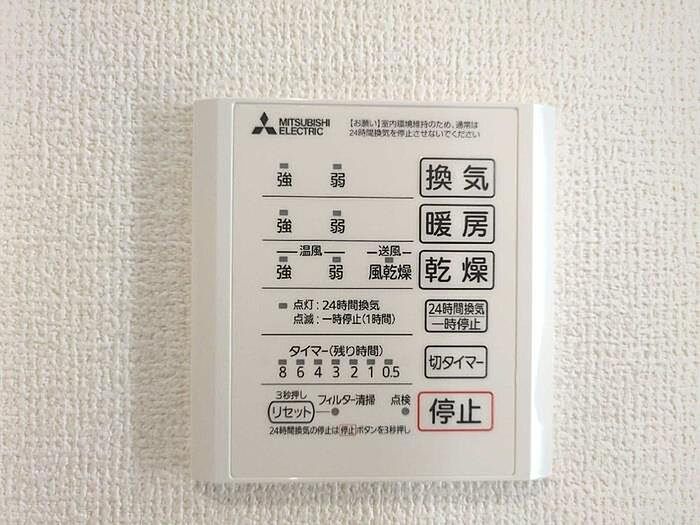 MITSUBISHI
ELECTRIC
【お願い】室内環境維持のため、通常は
24時間換気を停止させないでください
強 弱 換気
強 弱 暖房
温風 送風
強 弱 風乾燥 乾燥
点灯:24時間換気
点滅:一時停止(1時間)
24時間換気
一時停止
タイマー(残り時間)
8 6 4 3 2 1 0.5
切タイマー
3秒押し
リセット フィルター清掃 点検
停止
24時間換気の停止は停止ボタンを3秒押し